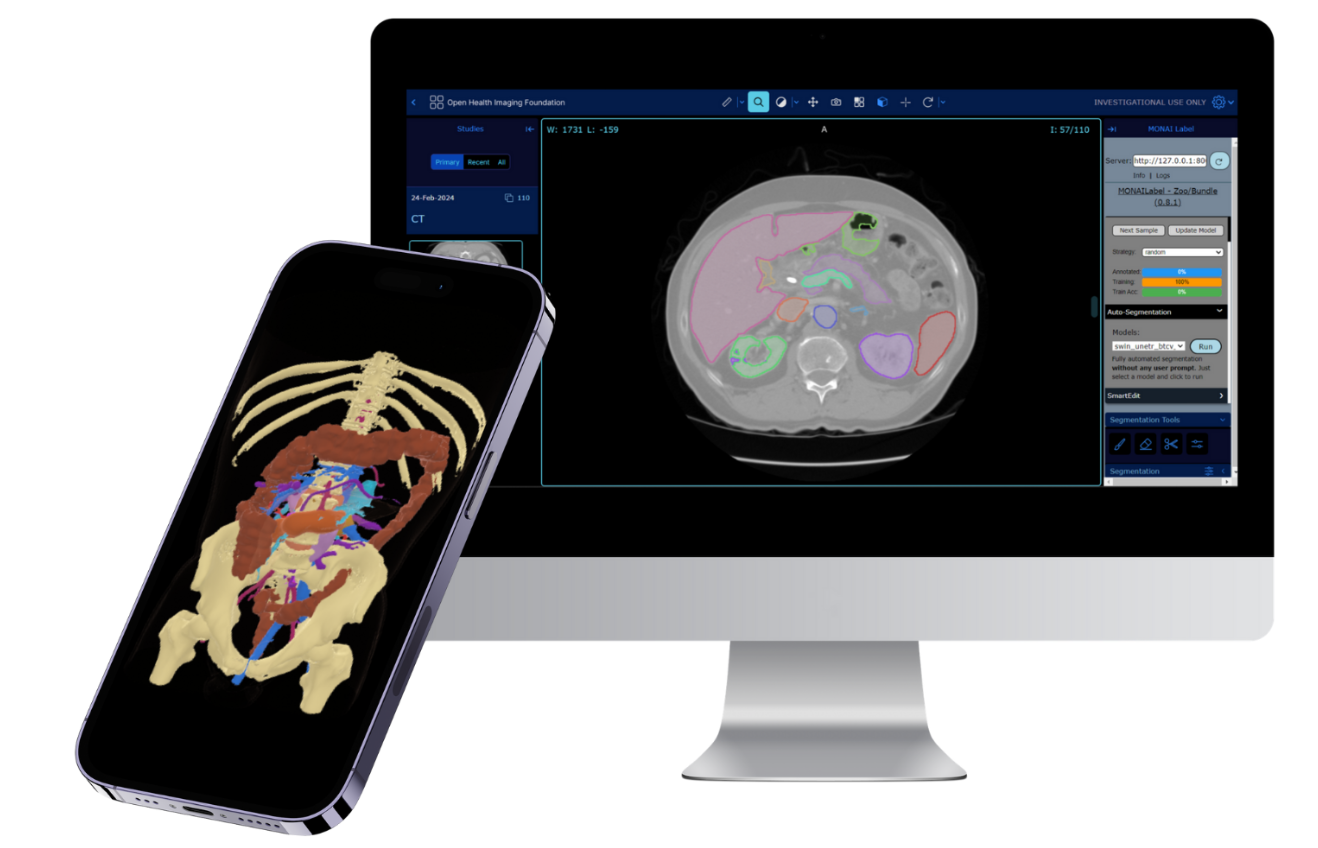 Open Health Imaging Foundation
INVESTIGATIONAL USE ONLY
Studies
Primary Recent All
24-Feb-2024 110
CT
W: 1731 L: -159
A
I: 57/110
MONAI Label
Server: http://127.0.0.1:80
Info | Logs
MONAILabel - Zoo/Bundle
(0.8.1)
Next Sample Update Model
Strategy: random
Annotated: 0%
Training: 100%
Train Acc: 0%
Auto-Segmentation
Models:
swin_unetr_btcv_ Run
Fully automated segmentation
without any user prompt. Just
select a model and click to run
SmartEdit
Segmentation Tools
Segmentation